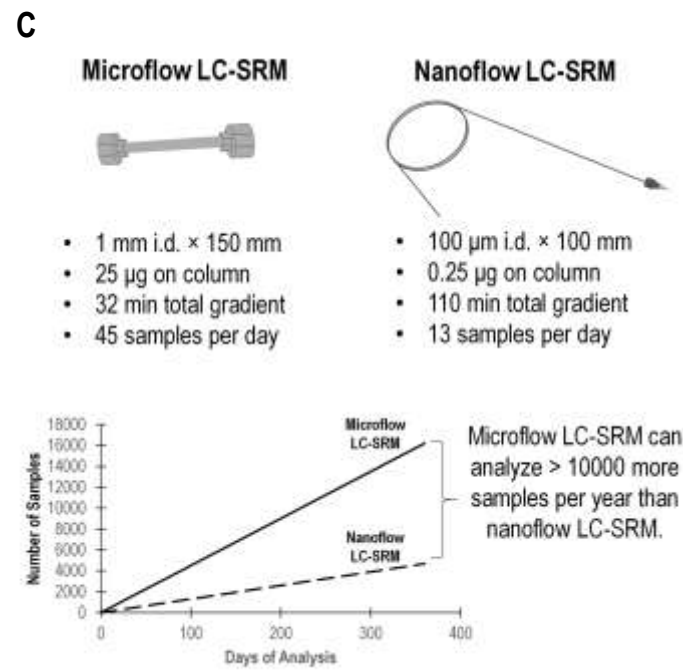 C
Microflow LC-SRM
Nanoflow LC-SRM
• 1 mm i.d. × 150 mm
• 25 µg on column
• 32 min total gradient
• 45 samples per day
• 100 µm i.d. × 100 mm
• 0.25 µg on column
• 110 min total gradient
• 13 samples per day
Number of Samples
18000
16000
14000
12000
10000
8000
6000
4000
2000
0
Microflow
LC-SRM
Nanoflow
LC-SRM
0 100 200 300 400
Days of Analysis
Microflow LC-SRM can
analyze > 10000 more
samples per year than
nanoflow LC-SRM.